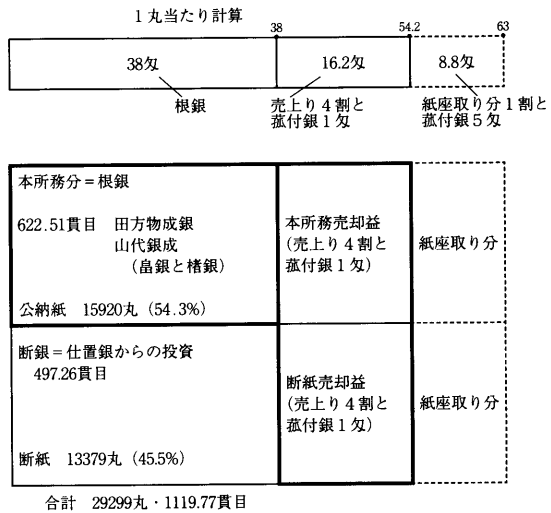 1丸当たり計算
38
54.2
63
38匁
16.2匁
8.8匁
根銀
売上り4割と
菰付銀1匁
紙座取り分1割と
菰付銀5匁
本所務分=根銀
622.51貫目 田方物成銀
山代銀成
(畠銀と楮銀)
公納紙 15920丸(54.3%)
本所務売却益
(売上り4割と
菰付銀1匁)
紙座取り分
断銀=仕置銀からの投資
497.26貫目
断紙 13379丸(45.5%)
断紙売却益
(売上り4割と
菰付銀1匁)
紙座取り分
合計 29299丸・1119.77貫目